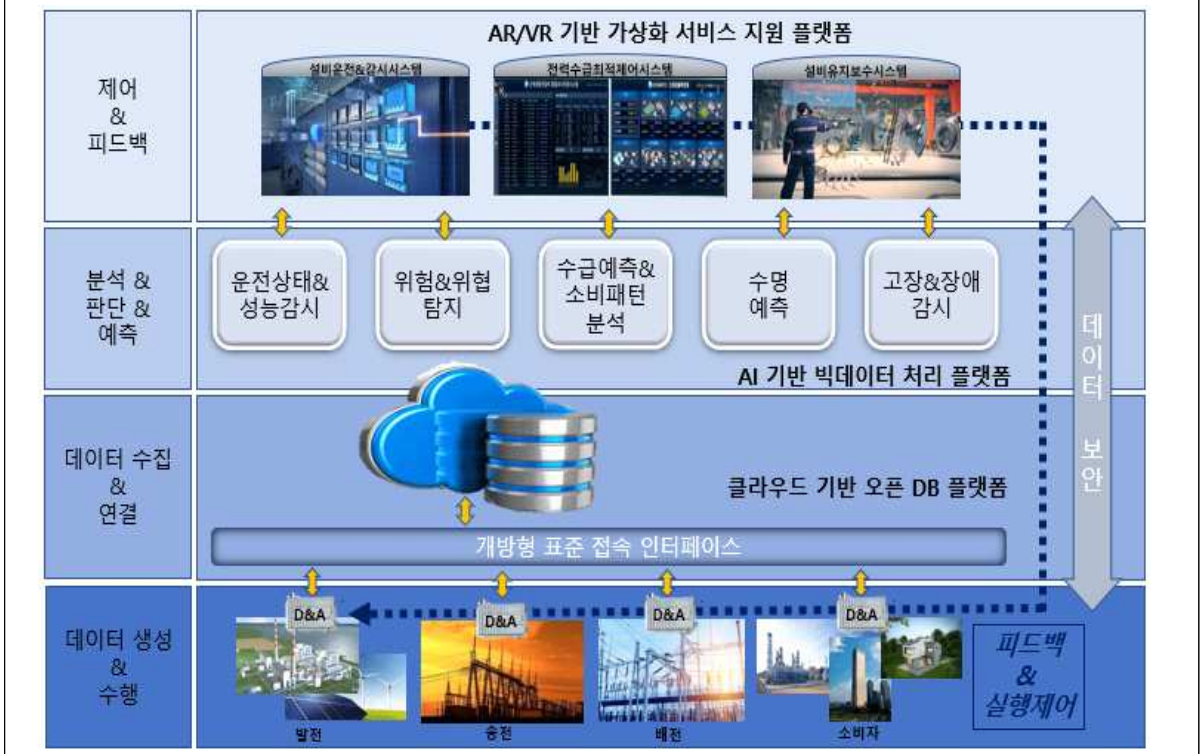 AR/VR 기반 가상화 서비스 지원 플랫폼
제어
&
피드백
설비운전&감시시스템
전력수급최적제어시스템
설비유지보수시스템
분석 &
판단 &
예측
운전상태&
성능감시
위험&위협
탐지
수급예측&
소비패턴
분석
수명
예측
고장&장애
감시
AI 기반 빅데이터 처리 플랫폼
데이터 보안
데이터 수집
&
연결
클라우드 기반 오픈 DB 플랫폼
개방형 표준 접속 인터페이스
데이터 생성
&
수행
D&A
D&A
D&A
D&A
발전
송전
배전
소비자
피드백
&
실행제어